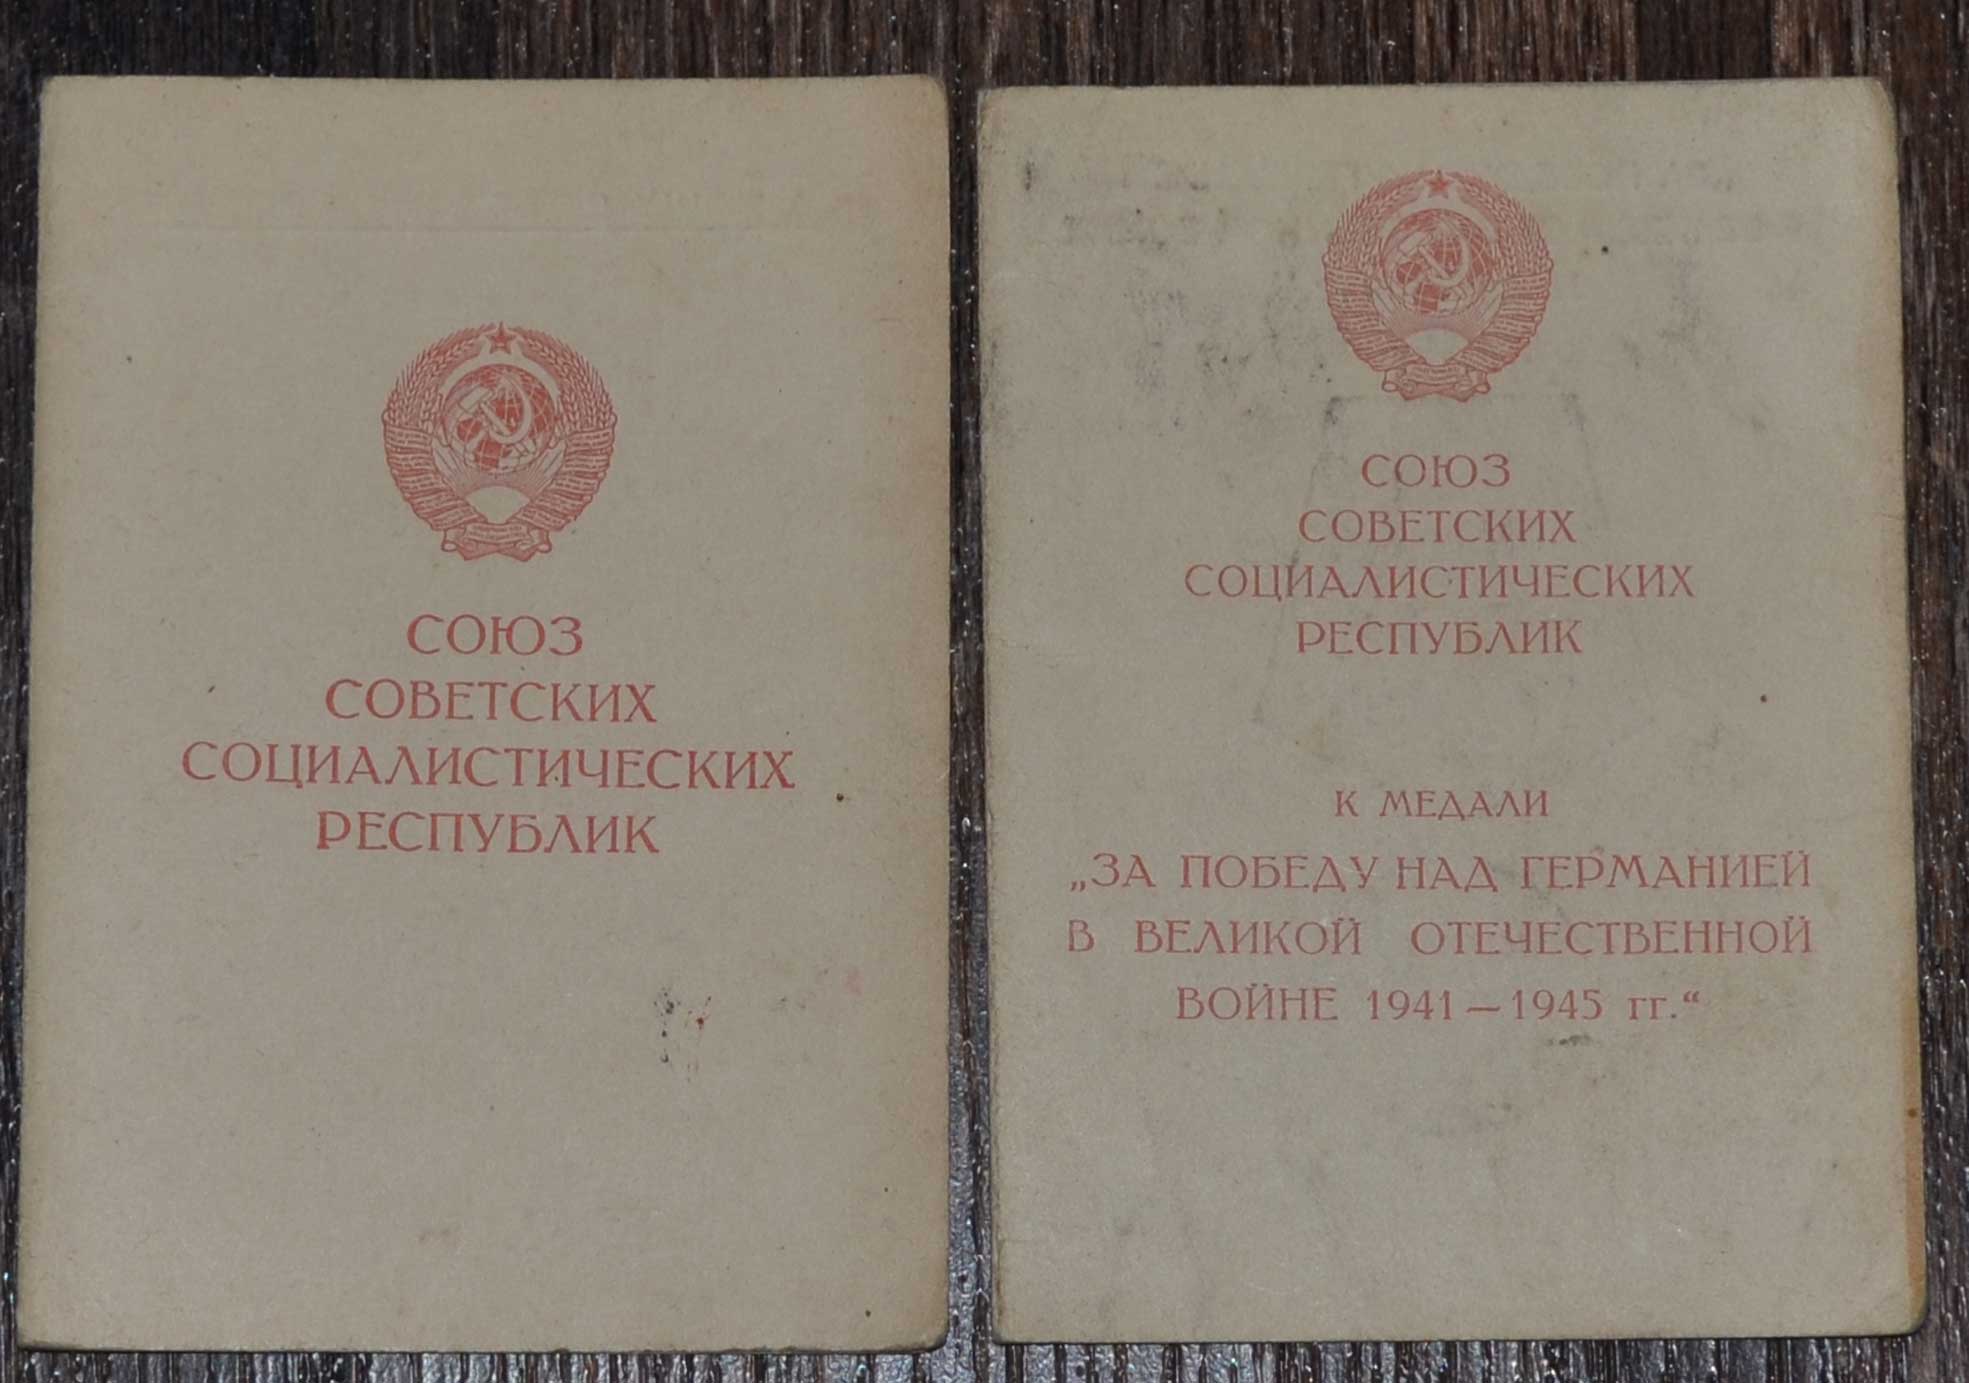 СОЮЗ
СОВЕТСКИХ
СОЦИАЛИСТИЧЕСКИХ
РЕСПУБЛИК
СОЮЗ
СОВЕТСКИХ
СОЦИАЛИСТИЧЕСКИХ
РЕСПУБЛИК
К МЕДАЛИ
„ЗА ПОБЕДУ НАД ГЕРМАНИЕЙ
В ВЕЛИКОЙ ОТЕЧЕСТВЕННОЙ
ВОЙНЕ 1941 — 1945 гг.“